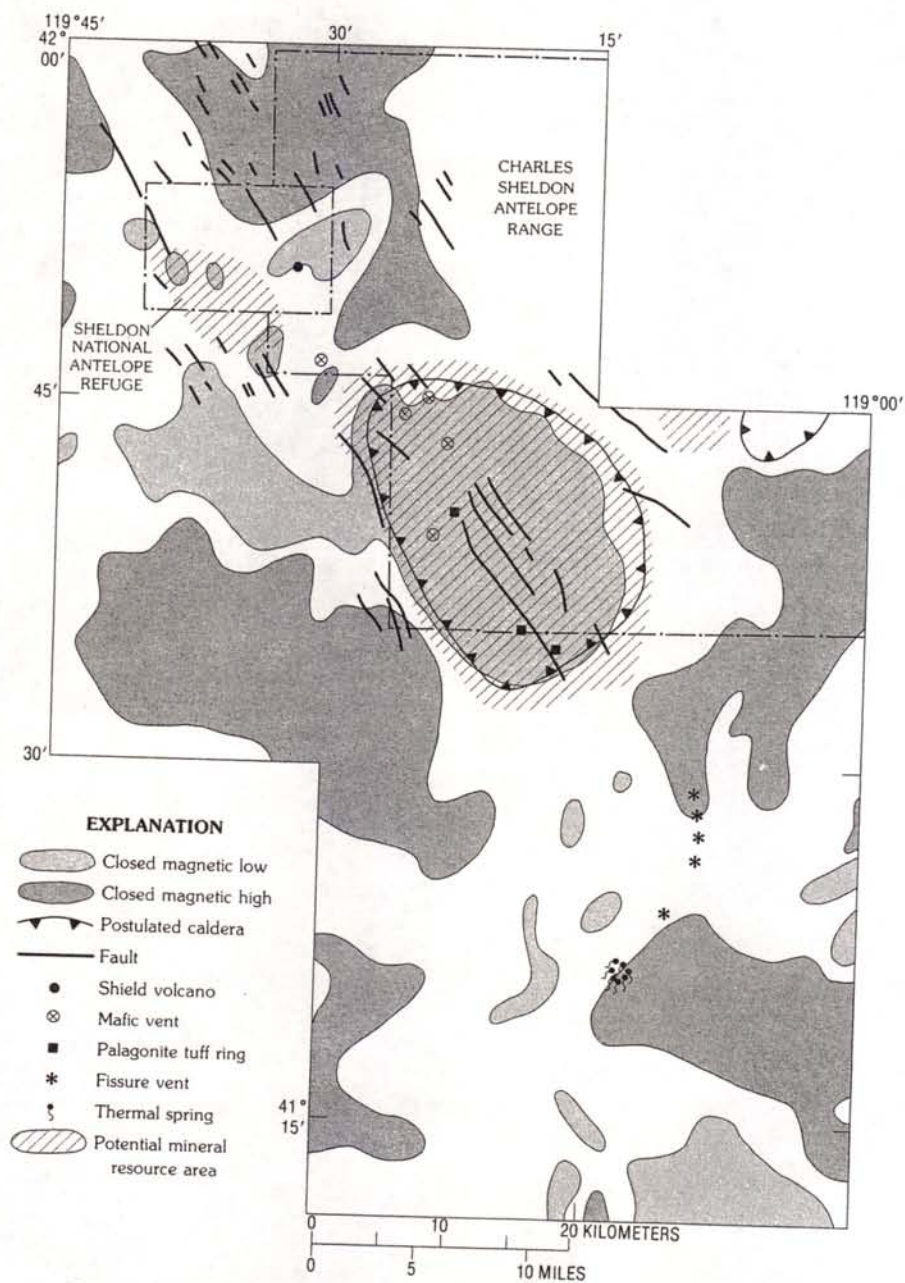 119°45′
42°
00′
30′
15′
CHARLES
SHELDON
ANTELOPE
RANGE
SHELDON
NATIONAL
ANTELOPE
REFUGE
45′
119°00′
30′
EXPLANATION
Closed magnetic low
Closed magnetic high
Postulated caldera
Fault
Shield volcano
Mafic vent
Palagonite tuff ring
Fissure vent
Thermal spring
Potential mineral
resource area
41°
15′
0 10 20 KILOMETERS
0 5 10 MILES